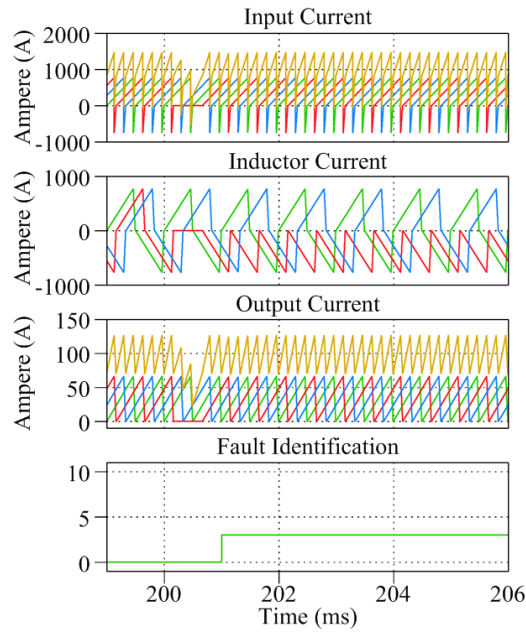 Input Current
Ampere (A)
2000
1000
0
-1000
Inductor Current
Ampere (A)
1000
0
-1000
Output Current
Ampere (A)
150
100
50
0
Fault Identification
10
5
0
200 202 204 206
Time (ms)